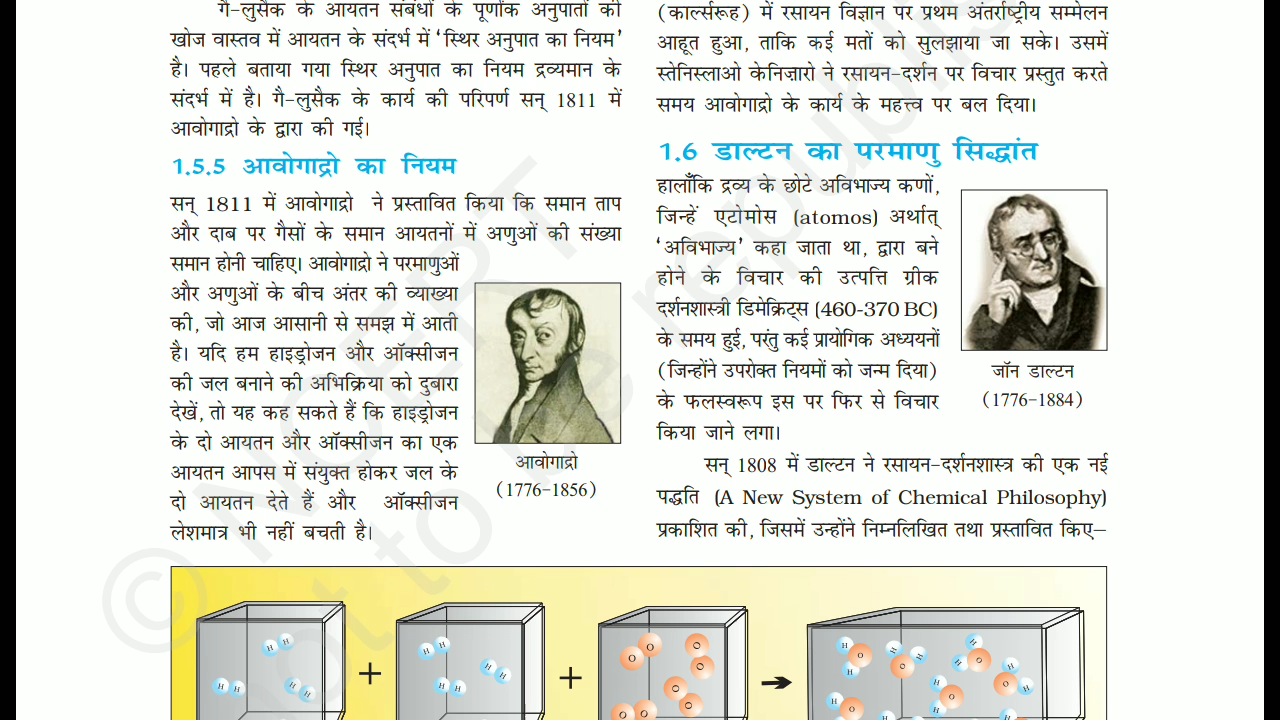 गै-लुसैक के आयतन संबंधों के पूर्णांक अनुपातों की
खोज वास्तव में आयतन के संदर्भ में 'स्थिर अनुपात का नियम'
है। पहले बताया गया स्थिर अनुपात का नियम द्रव्यमान के
संदर्भ में है। गै-लुसैक के कार्य की परिपर्ण सन् 1811 में
आवोगाद्रो के द्वारा की गई।
1.5.5 आवोगाद्रो का नियम
सन् 1811 में आवोगाद्रो ने प्रस्तावित किया कि समान ताप
और दाब पर गैसों के समान आयतनों में अणुओं की संख्या
समान होनी चाहिए। आवोगाद्रो ने परमाणुओं
और अणुओं के बीच अंतर की व्याख्या
की, जो आज आसानी से समझ में आती
है। यदि हम हाइड्रोजन और ऑक्सीजन
की जल बनाने की अभिक्रिया को दुबारा
देखें, तो यह कह सकते हैं कि हाइड्रोजन
के दो आयतन और ऑक्सीजन का एक
आयतन आपस में संयुक्त होकर जल के
दो आयतन देते हैं और ऑक्सीजन
लेशमात्र भी नहीं बचती है।
आवोगाद्रो
(1776-1856)
(कार्ल्सरूह) में रसायन विज्ञान पर प्रथम अंतर्राष्ट्रीय सम्मेलन
आहूत हुआ, ताकि कई मतों को सुलझाया जा सके। उसमें
स्तेनिस्लाओ केनिज़ारो ने रसायन-दर्शन पर विचार प्रस्तुत करते
समय आवोगाद्रो के कार्य के महत्त्व पर बल दिया।
1.6 डाल्टन का परमाणु सिद्धांत
हालाँकि द्रव्य के छोटे अविभाज्य कणों,
जिन्हें एटोमोस (atomos) अर्थात्
'अविभाज्य' कहा जाता था, द्वारा बने
होने के विचार की उत्पत्ति ग्रीक
दर्शनशास्त्री डिमेक्रिट्स (460-370 BC)
के समय हुई, परंतु कई प्रायोगिक अध्ययनों
(जिन्होंने उपरोक्त नियमों को जन्म दिया)
के फलस्वरूप इस पर फिर से विचार
किया जाने लगा।
जॉन डाल्टन
(1776-1884)
सन् 1808 में डाल्टन ने रसायन-दर्शनशास्त्र की एक नई
पद्धति (A New System of Chemical Philosophy)
प्रकाशित की, जिसमें उन्होंने निम्नलिखित तथा प्रस्तावित किए–
© NCERT
not to be republis